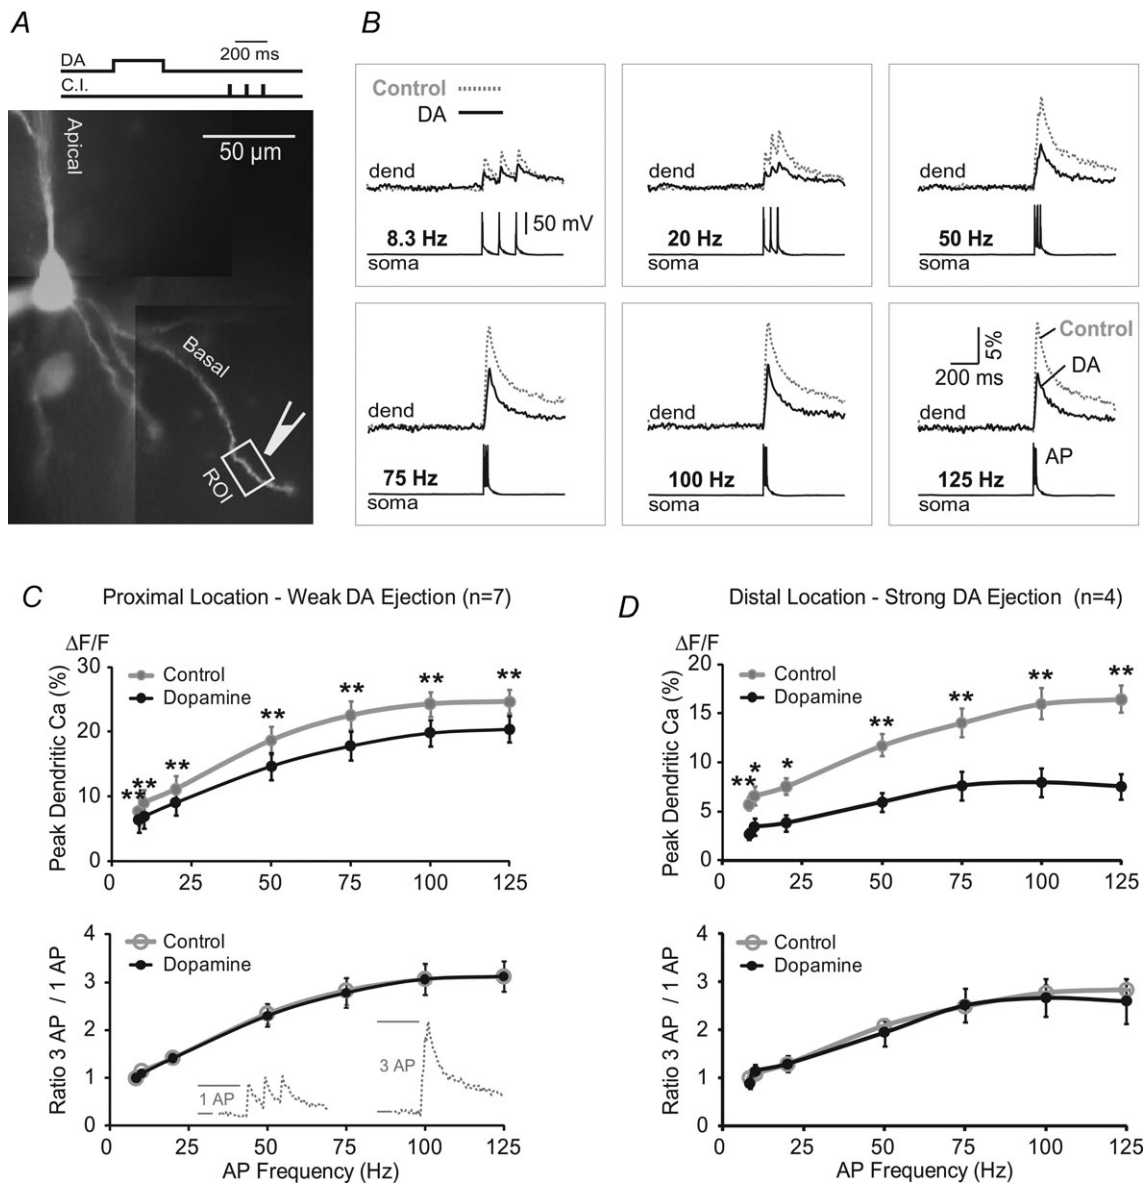 A
DA
C.I.
200 ms
Apical
50 µm
Basal
ROI
B
Control
DA
dend
8.3 Hz
50 mV
soma
dend
20 Hz
soma
dend
50 Hz
soma
dend
75 Hz
soma
dend
100 Hz
soma
Control
5%
200 ms
DA
dend
AP
125 Hz
soma
C
Proximal Location - Weak DA Ejection (n=7)
ΔF/F
Peak Dendritic Ca (%)
30
20
10
0
Control
Dopamine
** ** ** ** ** ** **
0 25 50 75 100 125
Ratio 3 AP / 1 AP
4
3
2
1
0
Control
Dopamine
1 AP
3 AP
0 25 50 75 100 125
AP Frequency (Hz)
D
Distal Location - Strong DA Ejection (n=4)
ΔF/F
Peak Dendritic Ca (%)
20
15
10
5
0
Control
Dopamine
** * * ** ** ** **
0 25 50 75 100 125
Ratio 3 AP / 1 AP
4
3
2
1
0
Control
Dopamine
0 25 50 75 100 125
AP Frequency (Hz)